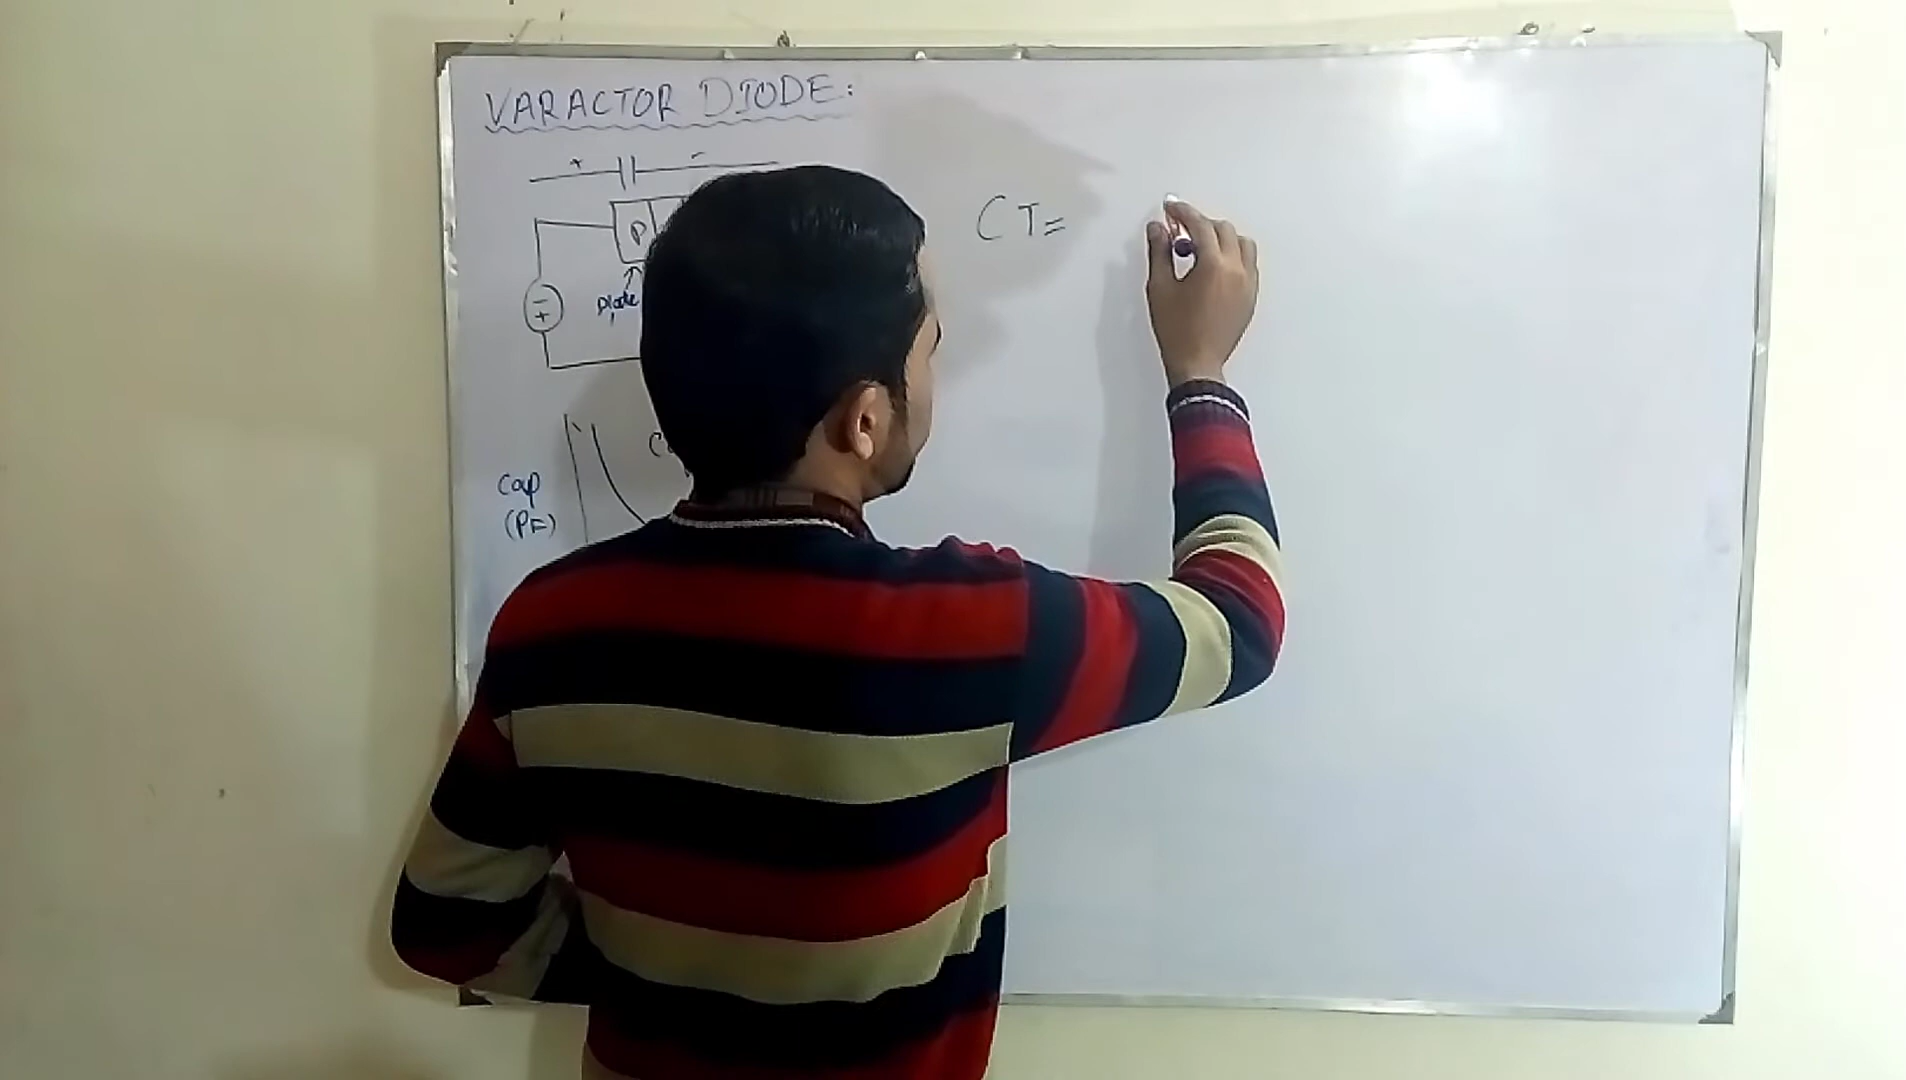 VARACTOR DIODE:
+ -
P
- +
Diode
CT=
Cap
(PF)